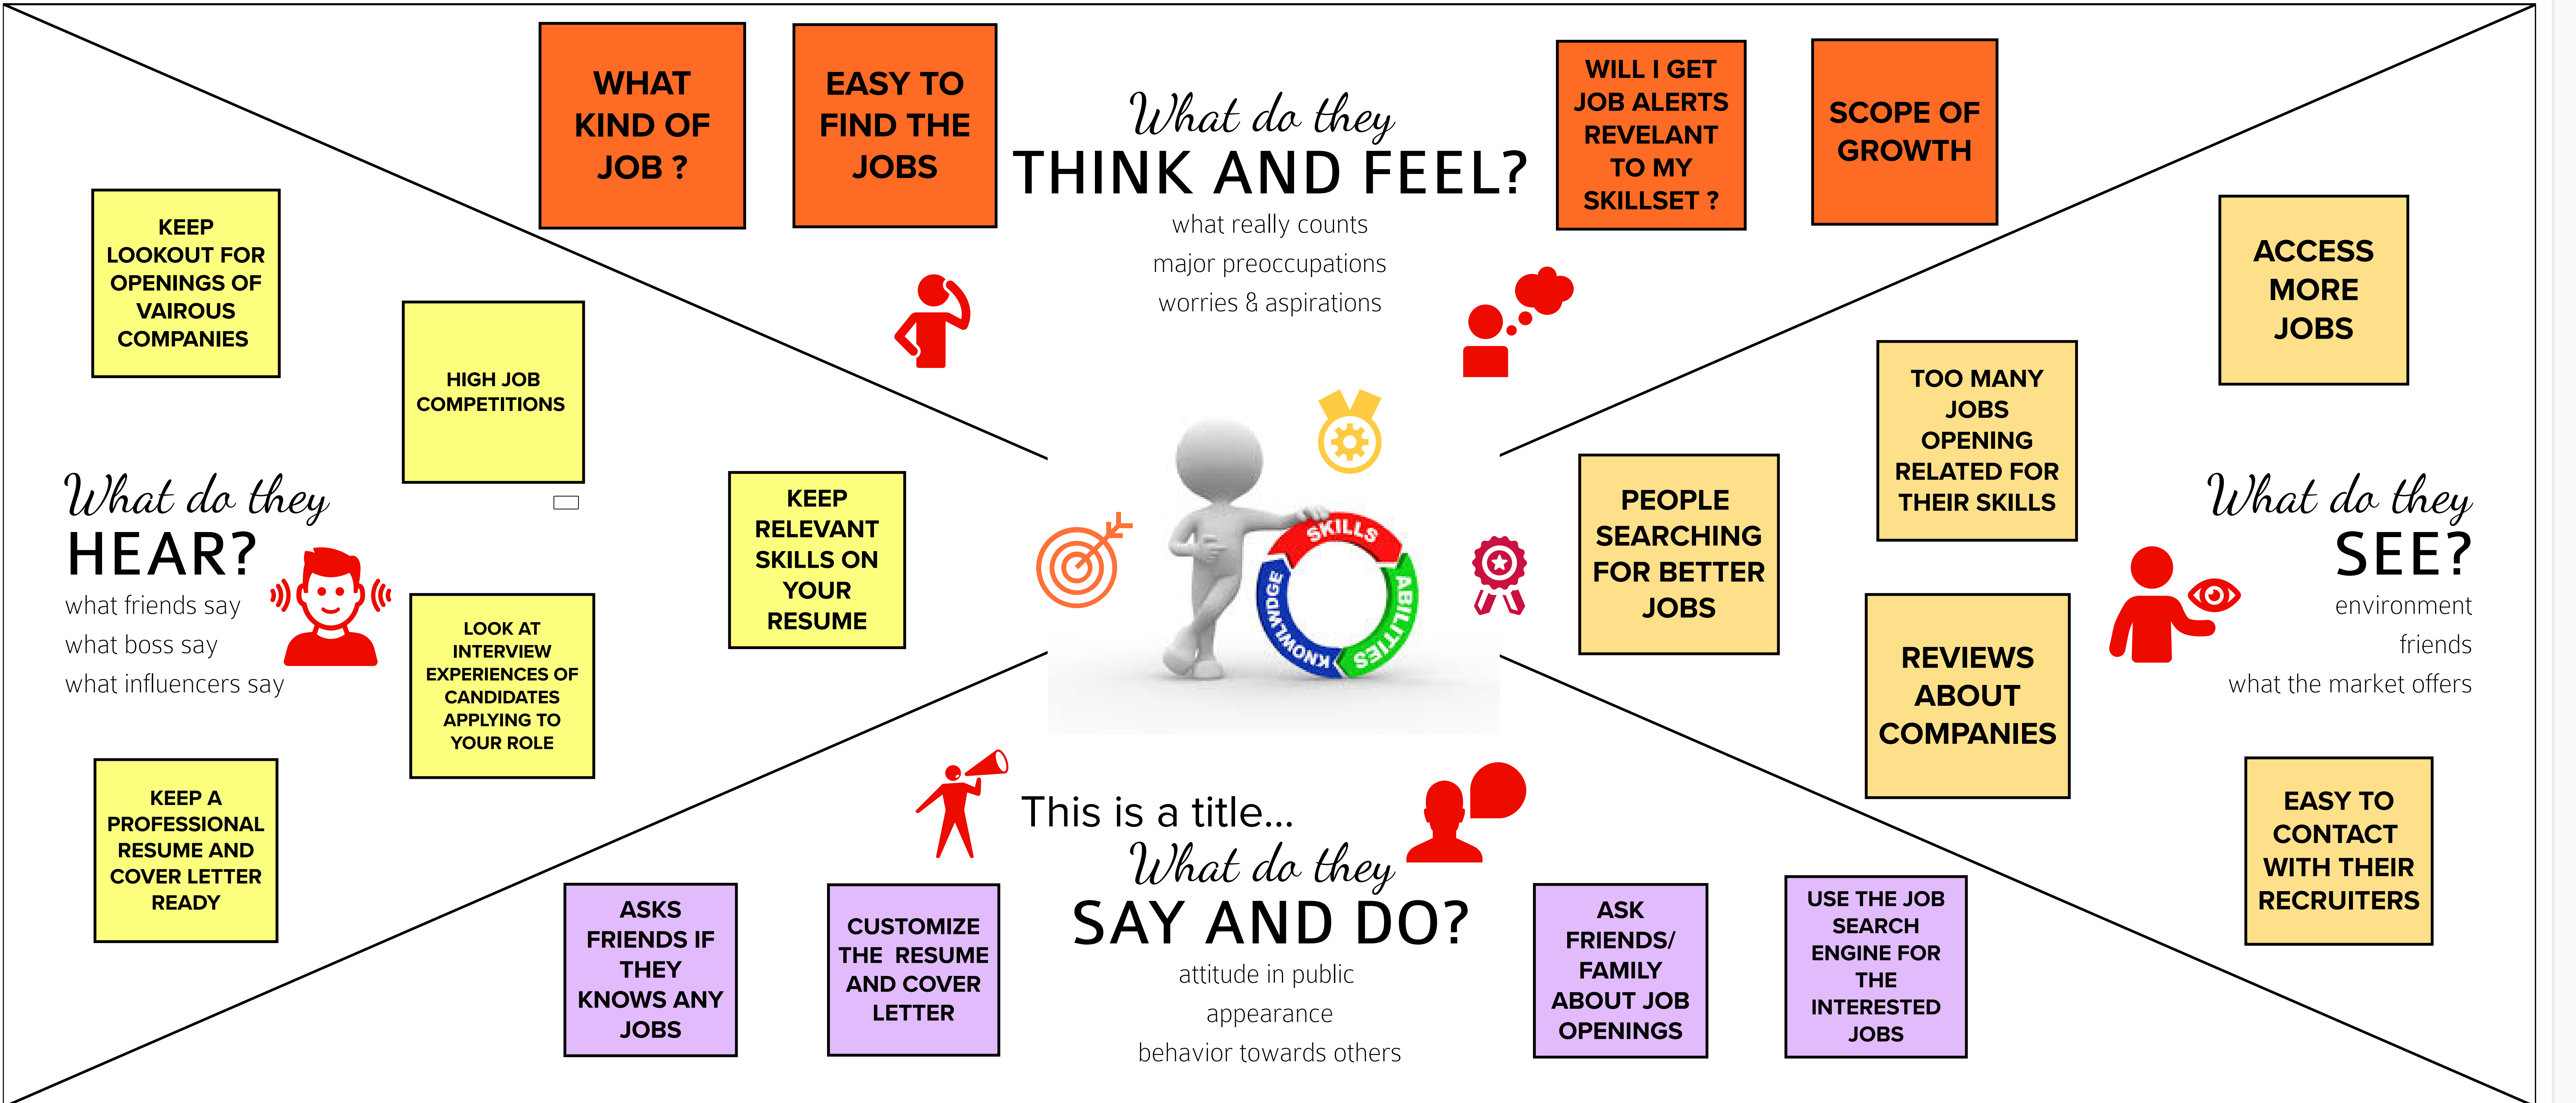 WHAT
KIND OF
JOB ?
EASY TO
FIND THE
JOBS
What do they
THINK AND FEEL?
what really counts
major preoccupations
worries & aspirations
WILL I GET
JOB ALERTS
REVELANT
TO MY
SKILLSET ?
SCOPE OF
GROWTH
KEEP
LOOKOUT FOR
OPENINGS OF
VAIROUS
COMPANIES
HIGH JOB
COMPETITIONS
What do they
HEAR?
what friends say
what boss say
what influencers say
KEEP
RELEVANT
SKILLS ON
YOUR
RESUME
LOOK AT
INTERVIEW
EXPERIENCES OF
CANDIDATES
APPLYING TO
YOUR ROLE
KEEP A
PROFESSIONAL
RESUME AND
COVER LETTER
READY
SKILLS
ABILITIES
KNOWLWDGE
PEOPLE
SEARCHING
FOR BETTER
JOBS
TOO MANY
JOBS
OPENING
RELATED FOR
THEIR SKILLS
ACCESS
MORE
JOBS
What do they
SEE?
environment
friends
what the market offers
REVIEWS
ABOUT
COMPANIES
EASY TO
CONTACT
WITH THEIR
RECRUITERS
This is a title...
What do they
SAY AND DO?
attitude in public
appearance
behavior towards others
ASKS
FRIENDS IF
THEY
KNOWS ANY
JOBS
CUSTOMIZE
THE RESUME
AND COVER
LETTER
ASK
FRIENDS/
FAMILY
ABOUT JOB
OPENINGS
USE THE JOB
SEARCH
ENGINE FOR
THE
INTERESTED
JOBS